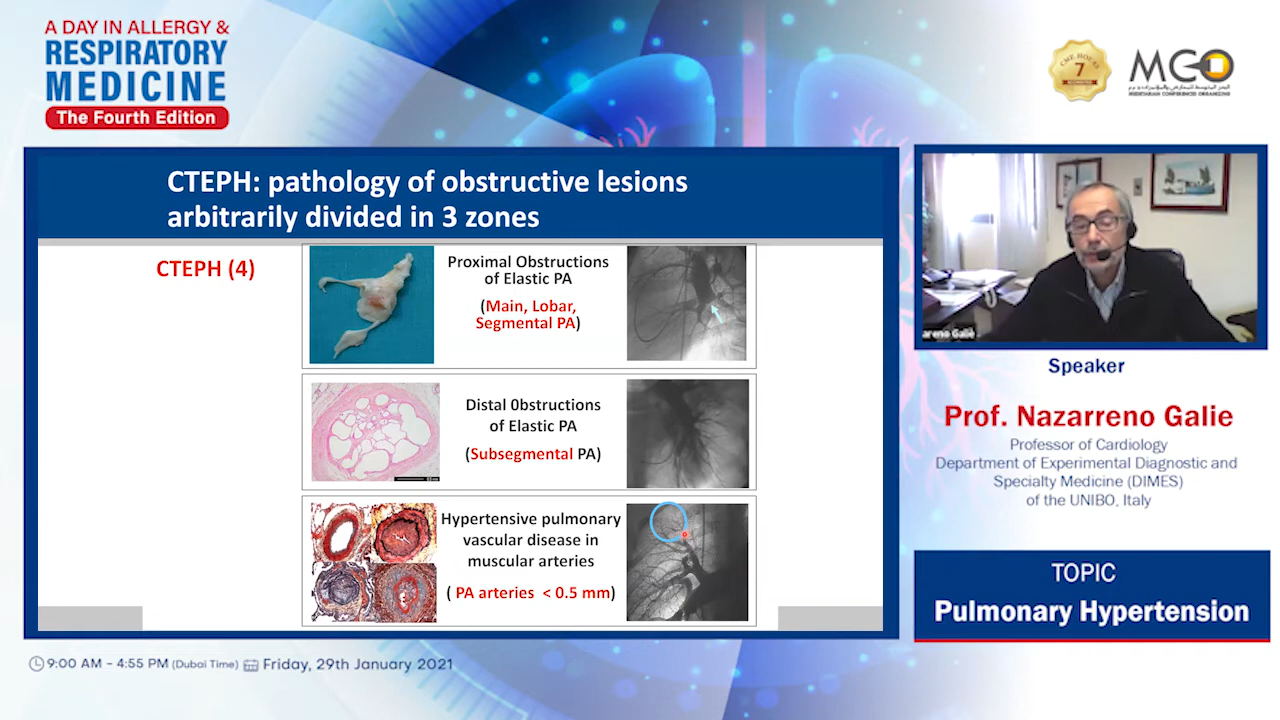 A DAY IN ALLERGY &
RESPIRATORY
MEDICINE
The Fourth Edition
7
MCO
CTEPH: pathology of obstructive lesions
arbitrarily divided in 3 zones
CTEPH (4)
Proximal Obstructions
of Elastic PA
(Main, Lobar,
Segmental PA)
Distal 0bstructions
of Elastic PA
(Subsegmental PA)
Hypertensive pulmonary
vascular disease in
muscular arteries
( PA arteries < 0.5 mm)
areno Galiè
Speaker
Prof. Nazarreno Galie
Professor of Cardiology
Department of Experimental Diagnostic and
Specialty Medicine (DIMES)
of the UNIBO, Italy
TOPIC
Pulmonary Hypertension
9:00 AM - 4:55 PM (Dubai Time) Friday, 29th January 2021